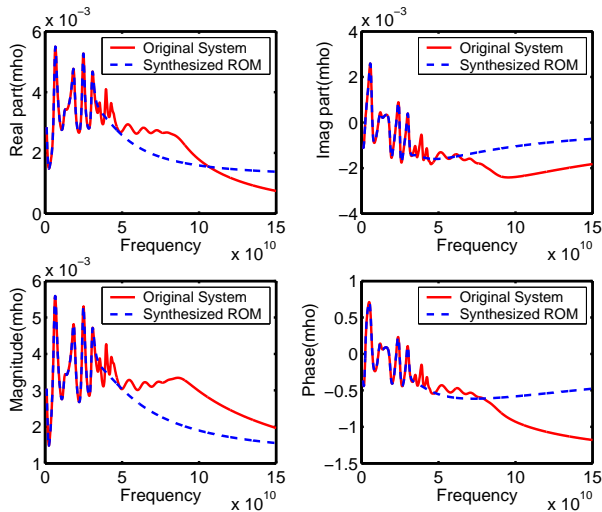 x 10^-3
6
4
2
0
Real part(mho)
Original System
Synthesized ROM
0
5
10
15
Frequency
x 10^10
x 10^-3
4
2
0
−2
−4
Imag part(mho)
Original System
Synthesized ROM
0
5
10
15
Frequency
x 10^10
x 10^-3
6
5
4
3
2
1
Magnitude(mho)
Original System
Synthesized ROM
0
5
10
15
Frequency
x 10^10
1
0.5
0
−0.5
−1
−1.5
Phase(mho)
Original System
Synthesized ROM
0
5
10
15
Frequency
x 10^10